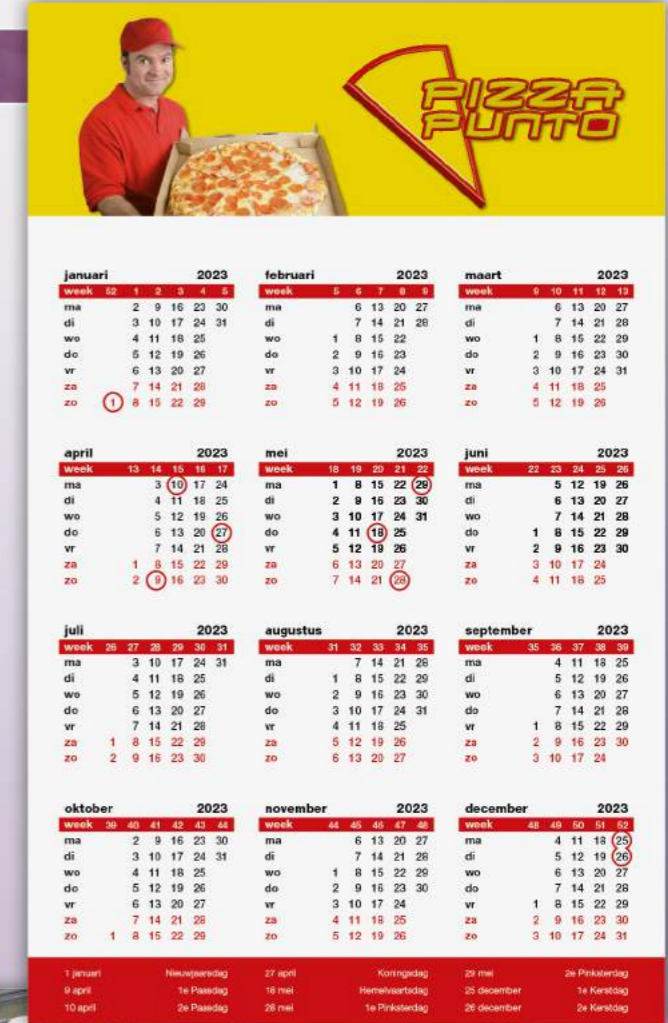 PIZZA
PUNTO
januari 2023
week 52 1 2 3 4 5
ma 2 9 16 23 30
di 3 10 17 24 31
wo 4 11 18 25
do 5 12 19 26
vr 6 13 20 27
za 7 14 21 28
zo 1 8 15 22 29
februari 2023
week 5 6 7 8 9
ma 6 13 20 27
di 7 14 21 28
wo 1 8 15 22
do 2 9 16 23
vr 3 10 17 24
za 4 11 18 25
zo 5 12 19 26
maart 2023
week 9 10 11 12 13
ma 6 13 20 27
di 7 14 21 28
wo 1 8 15 22 29
do 2 9 16 23 30
vr 3 10 17 24 31
za 4 11 18 25
zo 5 12 19 26
april 2023
week 13 14 15 16 17
ma 3 10 17 24
di 4 11 18 25
wo 5 12 19 26
do 6 13 20 27
vr 7 14 21 28
za 1 8 15 22 29
zo 2 9 16 23 30
mei 2023
week 18 19 20 21 22
ma 1 8 15 22 29
di 2 9 16 23 30
wo 3 10 17 24 31
do 4 11 18 25
vr 5 12 19 26
za 6 13 20 27
zo 7 14 21 28
juni 2023
week 22 23 24 25 26
ma 5 12 19 26
di 6 13 20 27
wo 7 14 21 28
do 1 8 15 22 29
vr 2 9 16 23 30
za 3 10 17 24
zo 4 11 18 25
juli 2023
week 26 27 28 29 30 31
ma 3 10 17 24 31
di 4 11 18 25
wo 5 12 19 26
do 6 13 20 27
vr 7 14 21 28
za 1 8 15 22 29
zo 2 9 16 23 30
augustus 2023
week 31 32 33 34 35
ma 7 14 21 28
di 1 8 15 22 29
wo 2 9 16 23 30
do 3 10 17 24 31
vr 4 11 18 25
za 5 12 19 26
zo 6 13 20 27
september 2023
week 35 36 37 38 39
ma 4 11 18 25
di 5 12 19 26
wo 6 13 20 27
do 7 14 21 28
vr 1 8 15 22 29
za 2 9 16 23 30
zo 3 10 17 24
oktober 2023
week 39 40 41 42 43 44
ma 2 9 16 23 30
di 3 10 17 24 31
wo 4 11 18 25
do 5 12 19 26
vr 6 13 20 27
za 7 14 21 28
zo 1 8 15 22 29
november 2023
week 44 45 46 47 48
ma 6 13 20 27
di 7 14 21 28
wo 1 8 15 22 29
do 2 9 16 23 30
vr 3 10 17 24
za 4 11 18 25
zo 5 12 19 26
december 2023
week 48 49 50 51 52
ma 4 11 18 25
di 5 12 19 26
wo 6 13 20 27
do 7 14 21 28
vr 1 8 15 22 29
za 2 9 16 23 30
zo 3 10 17 24 31
1 januari Nieuwjaarsdag
9 april 1e Paasdag
10 april 2e Paasdag
27 april Koningsdag
18 mei Hemelvaartsdag
28 mei 1e Pinksterdag
29 mei 2e Pinksterdag
25 december 1e Kerstdag
26 december 2e Kerstdag